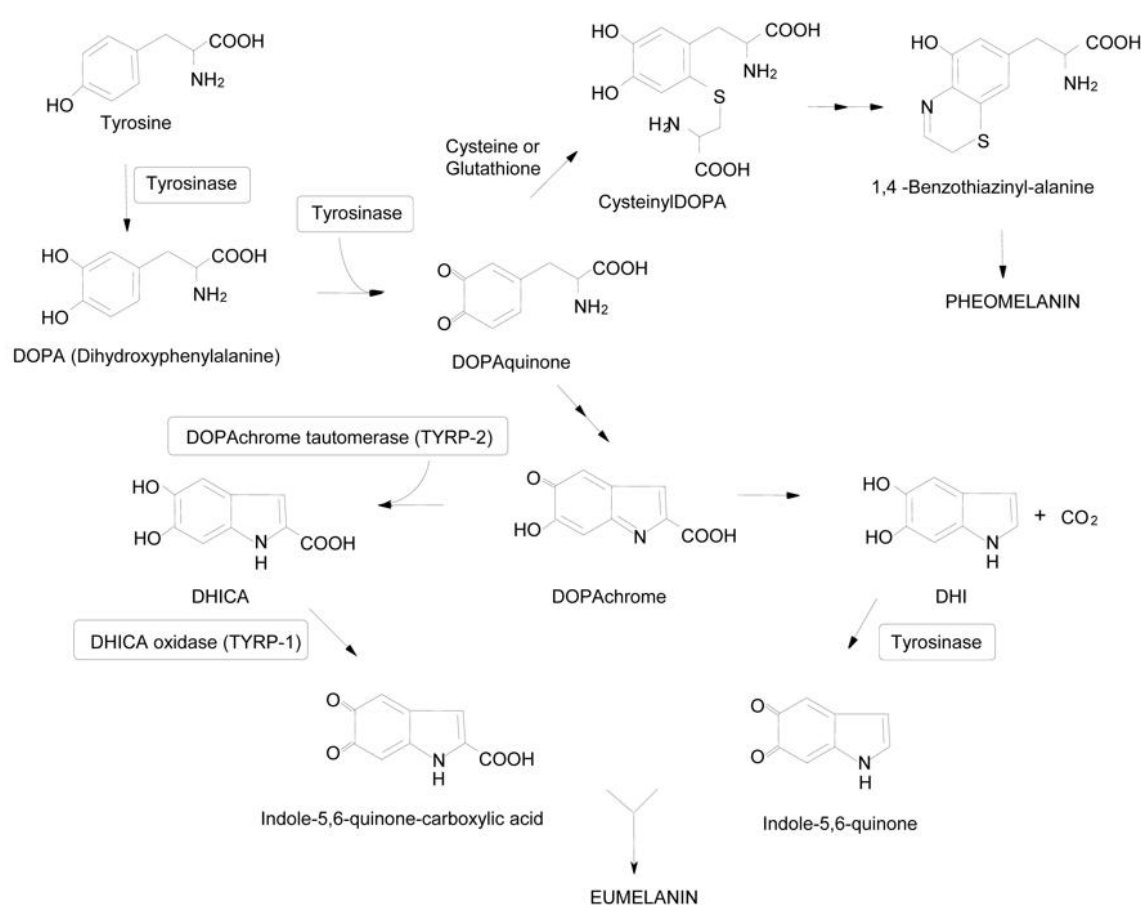 COOH
NH2
HO
Tyrosine
Tyrosinase
HO
HO
COOH
NH2
DOPA (Dihydroxyphenylalanine)
Tyrosinase
O
O
COOH
NH2
DOPAquinone
Cysteine or
Glutathione
HO
HO
COOH
NH2
S
H2N
COOH
CysteinylDOPA
HO
COOH
NH2
N
S
1,4 -Benzothiazinyl-alanine
PHEOMELANIN
DOPAchrome tautomerase (TYRP-2)
HO
HO
N
H
COOH
DHICA
O
HO
N
COOH
DOPAchrome
HO
HO
N
H
+ CO2
DHI
DHICA oxidase (TYRP-1)
Tyrosinase
O
O
N
H
COOH
Indole-5,6-quinone-carboxylic acid
O
O
N
H
Indole-5,6-quinone
EUMELANIN